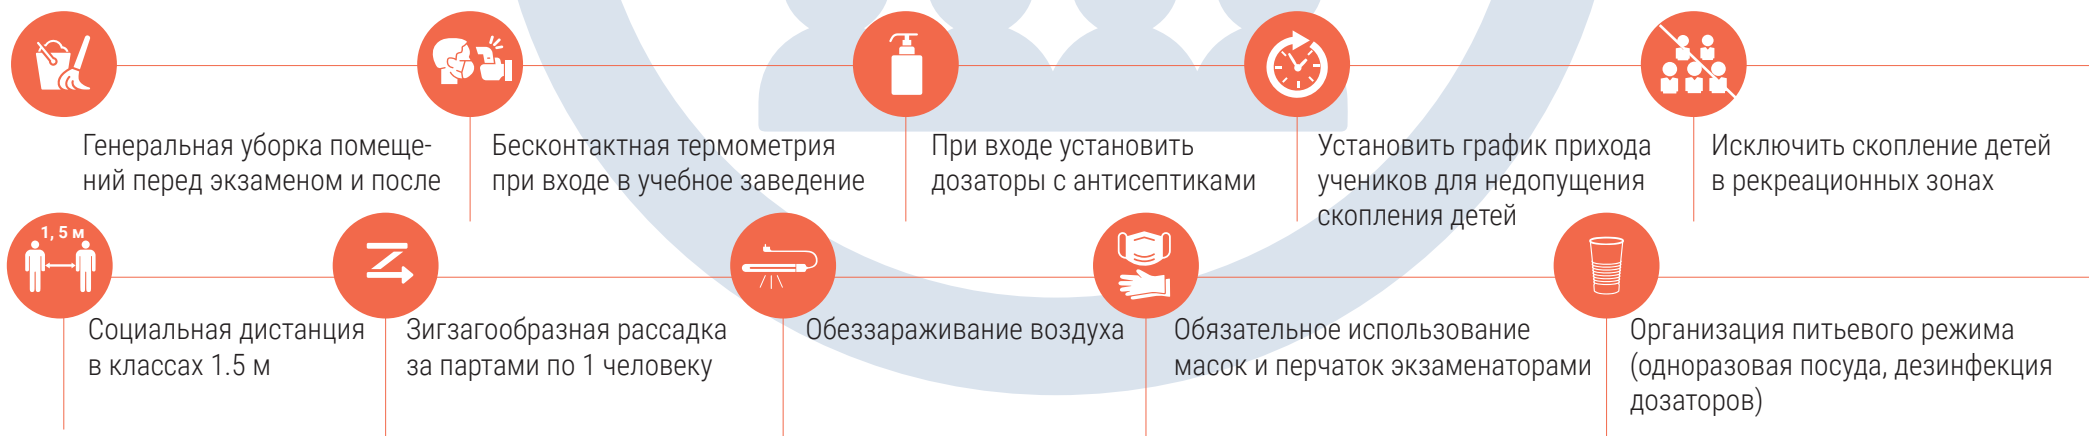 Генеральная уборка помеще-
ний перед экзаменом и после
Бесконтактная термометрия
при входе в учебное заведение
При входе установить
дозаторы с антисептиками
Установить график прихода
учеников для недопущения
скопления детей
Исключить скопление детей
в рекреационных зонах
1, 5 м
Социальная дистанция
в классах 1.5 м
Зигзагообразная рассадка
за партами по 1 человеку
Обеззараживание воздуха
Обязательное использование
масок и перчаток экзаменаторами
Организация питьевого режима
(одноразовая посуда, дезинфекция
дозаторов)